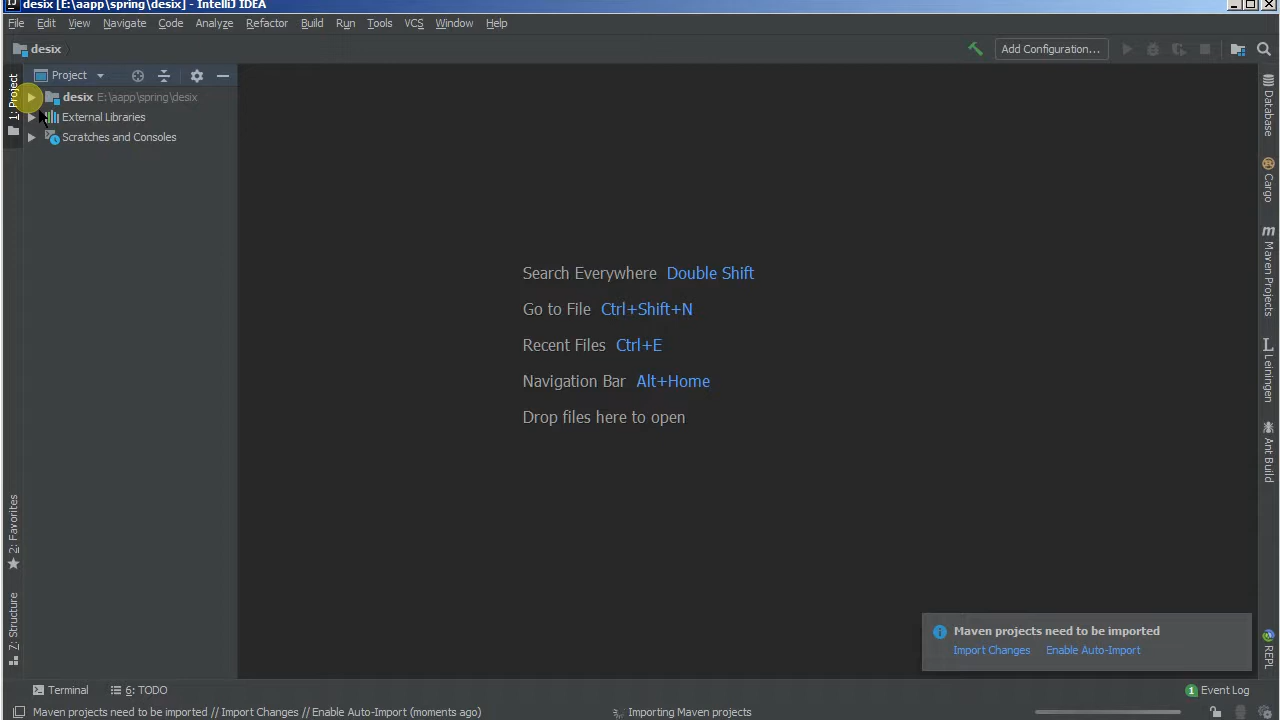 desix [E:\aapp\spring\desix] - IntelliJ IDEA
File Edit View Navigate Code Analyze Refactor Build Run Tools VCS Window Help
desix
Add Configuration...
1: Project
Project
desix E:\aapp\spring\desix
External Libraries
Scratches and Consoles
Search Everywhere Double Shift
Go to File Ctrl+Shift+N
Recent Files Ctrl+E
Navigation Bar Alt+Home
Drop files here to open
Database
Cargo
m Maven Projects
L Leiningen
Ant Build
REPL
2: Favorites
7: Structure
Maven projects need to be imported
Import Changes Enable Auto-Import
Terminal 6: TODO
1 Event Log
Maven projects need to be imported // Import Changes // Enable Auto-Import (moments ago)
Importing Maven projects